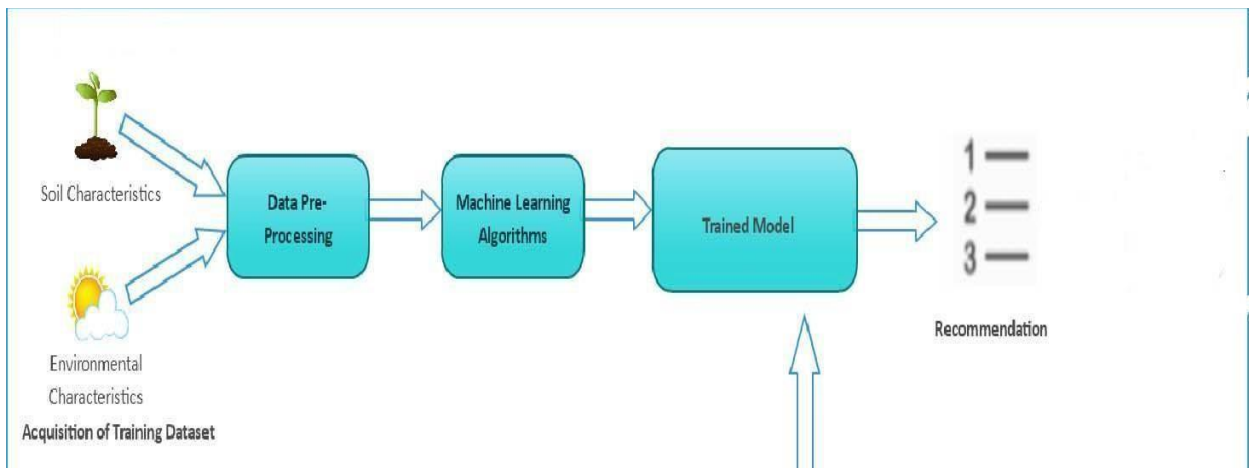 Soil Characteristics
Environmental
Characteristics
Acquisition of Training Dataset
Data Pre-
Processing
Machine Learning
Algorithms
Trained Model
1
2
3
Recommendation